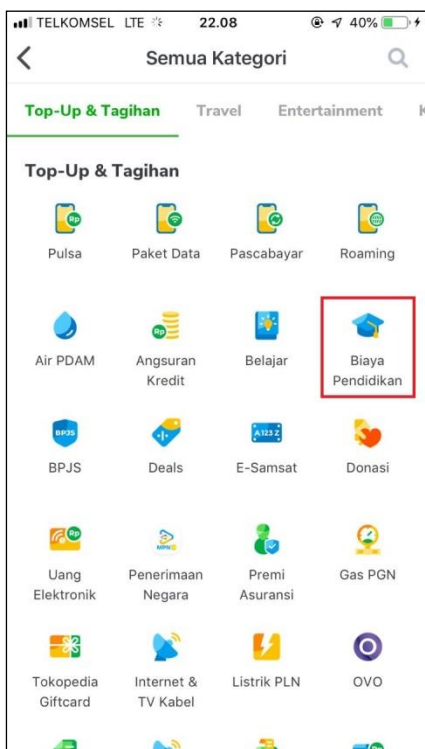 TELKOMSEL LTE 22.08 40%
Semua Kategori
Top-Up & Tagihan Travel Entertainment
Top-Up & Tagihan
Rp
Pulsa Paket Data Pascabayar Roaming
Rp
Air PDAM Angsuran Belajar Biaya
Kredit Pendidikan
BPJS A123Z
BPJS Deals E-Samsat Donasi
Rp MPN
Uang Penerimaan Premi Gas PGN
Elektronik Negara Asuransi
Tokopedia Internet & Listrik PLN OVO
Giftcard TV Kabel